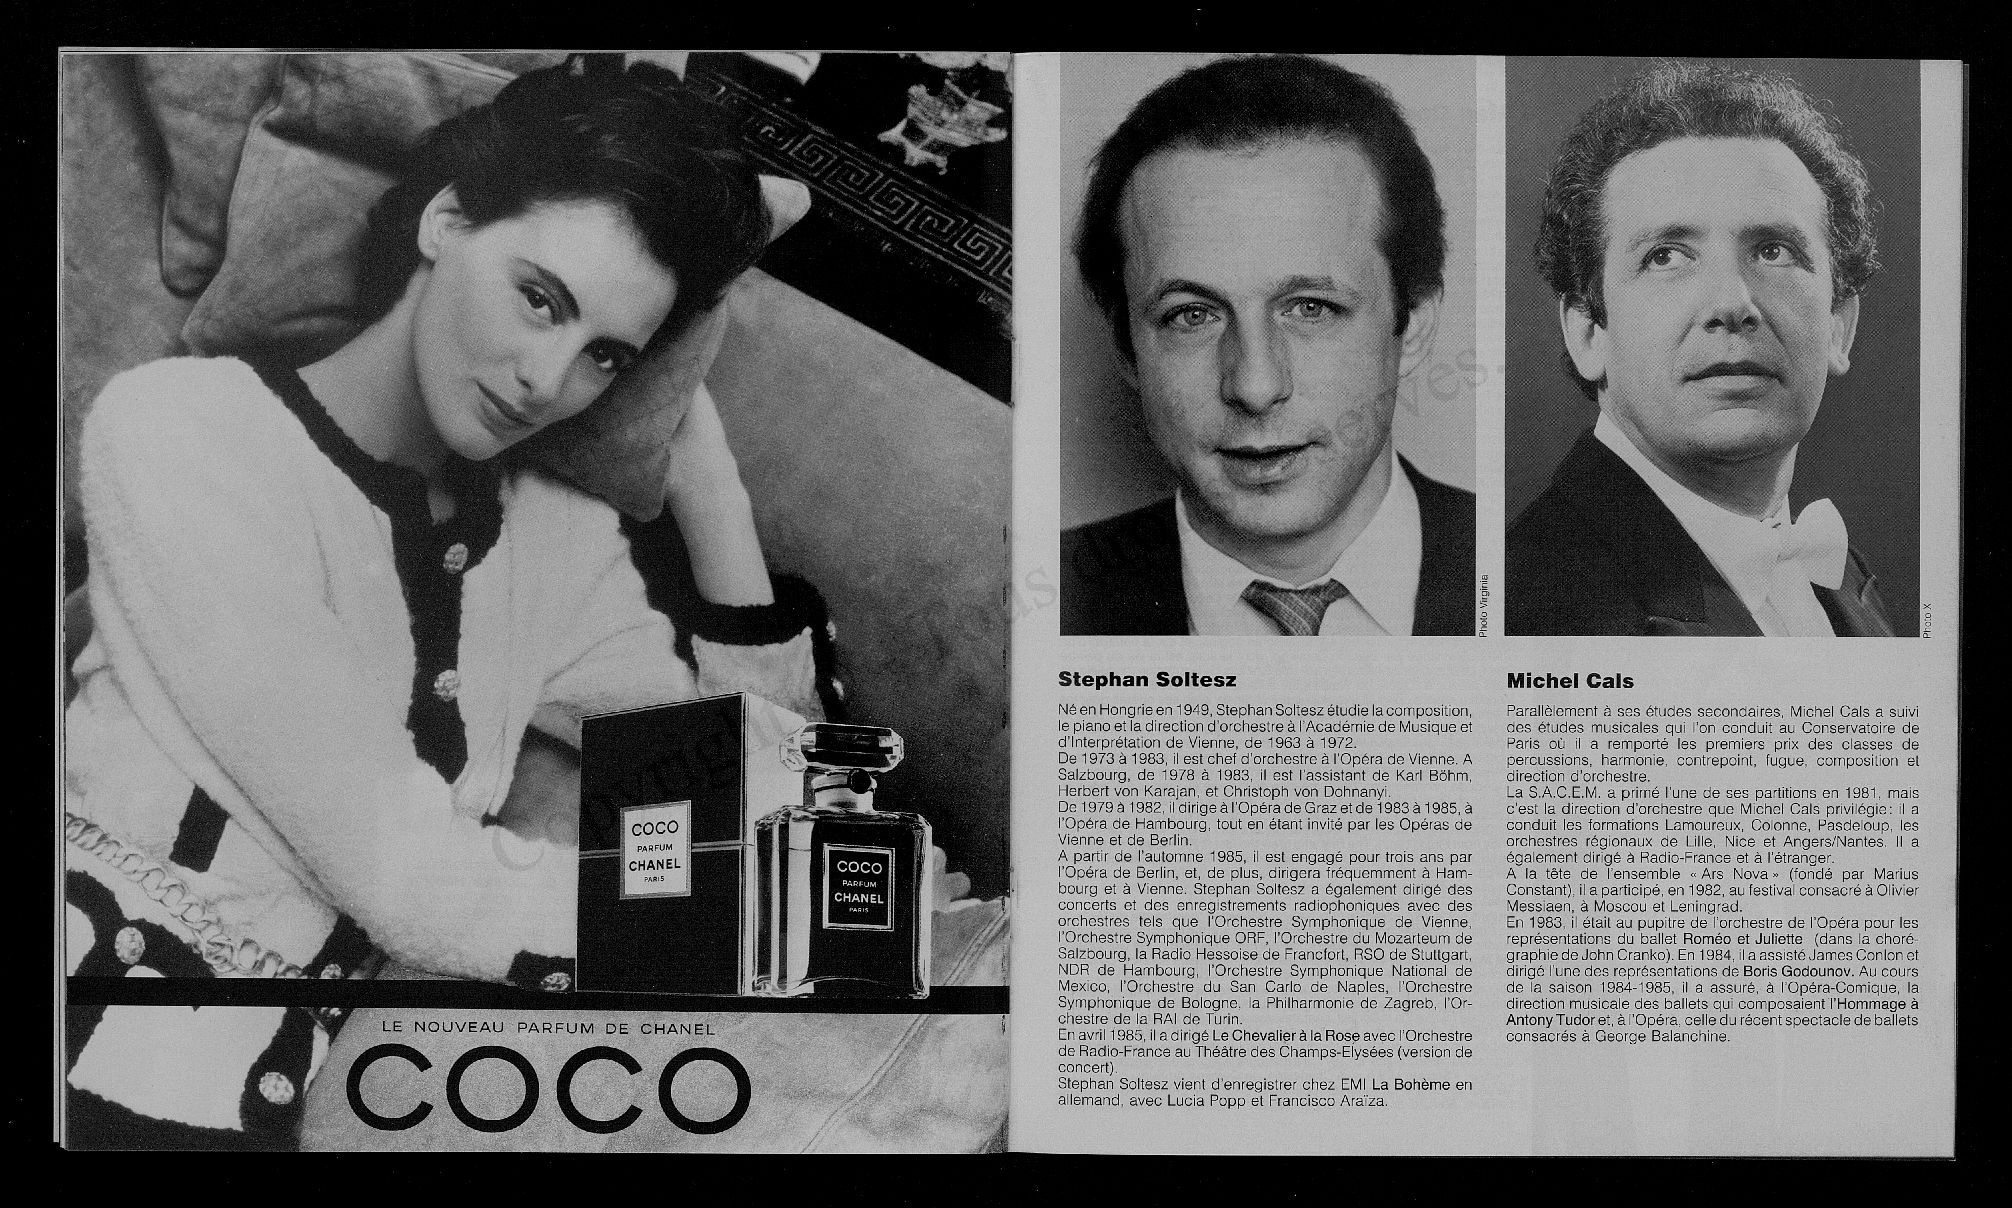 COCO
PARFUM
CHANEL
PARIS
COCO
PARFUM
CHANEL
PARIS
LE NOUVEAU PARFUM DE CHANEL
COCO
Photo Virginia
Photo X
Stephan Soltesz
Né en Hongrie en 1949, Stephan Soltesz étudie la composition,
le piano et la direction d'orchestre à l'Académie de Musique et
d'Interprétation de Vienne, de 1963 à 1972.
De 1973 à 1983, il est chef d'orchestre à l'Opéra de Vienne. A
Salzbourg, de 1978 à 1983, il est l'assistant de Karl Böhm,
Herbert von Karajan, et Christoph von Dohnanyi.
De 1979 à 1982, il dirige à l'Opéra de Graz et de 1983 à 1985, à
l'Opéra de Hambourg, tout en étant invité par les Opéras de
Vienne et de Berlin.
A partir de l'automne 1985, il est engagé pour trois ans par
l'Opéra de Berlin, et, de plus, dirigera fréquemment à Ham-
bourg et à Vienne. Stephan Soltesz a également dirigé des
concerts et des enregistrements radiophoniques avec des
orchestres tels que l'Orchestre Symphonique de Vienne,
l'Orchestre Symphonique ORF, l'Orchestre du Mozarteum de
Salzbourg, la Radio Hessoise de Francfort, RSO de Stuttgart,
NDR de Hambourg, l'Orchestre Symphonique National de
Mexico, l'Orchestre du San Carlo de Naples, l'Orchestre
Symphonique de Bologne, la Philharmonie de Zagreb, l'Or-
chestre de la RAI de Turin.
En avril 1985, il a dirigé Le Chevalier à la Rose avec l'Orchestre
de Radio-France au Théâtre des Champs-Elysées (version de
concert).
Stephan Soltesz vient d'enregistrer chez EMI La Bohème en
allemand, avec Lucia Popp et Francisco Araïza.
Michel Cals
Parallèlement à ses études secondaires, Michel Cals a suivi
des études musicales qui l'on conduit au Conservatoire de
Paris où il a remporté les premiers prix des classes de
percussions, harmonie, contrepoint, fugue, composition et
direction d'orchestre.
La S.A.C.E.M. a primé l'une de ses partitions en 1981, mais
c'est la direction d'orchestre que Michel Cals privilégie: il a
conduit les formations Lamoureux, Colonne, Pasdeloup, les
orchestres régionaux de Lille, Nice et Angers/Nantes. Il a
également dirigé à Radio-France et à l'étranger.
A la tête de l'ensemble «Ars Nova» (fondé par Marius
Constant), il a participé, en 1982, au festival consacré à Olivier
Messiaen, à Moscou et Leningrad.
En 1983, il était au pupitre de l'orchestre de l'Opéra pour les
représentations du ballet Roméo et Juliette (dans la choré-
graphie de John Cranko). En 1984, il a assisté James Conlon et
dirigé l'une des représentations de Boris Godounov. Au cours
de la saison 1984-1985, il a assuré, à l'Opéra-Comique, la
direction musicale des ballets qui composaient l'Hommage à
Antony Tudor et, à l'Opéra, celle du récent spectacle de ballets
consacrés à George Balanchine.